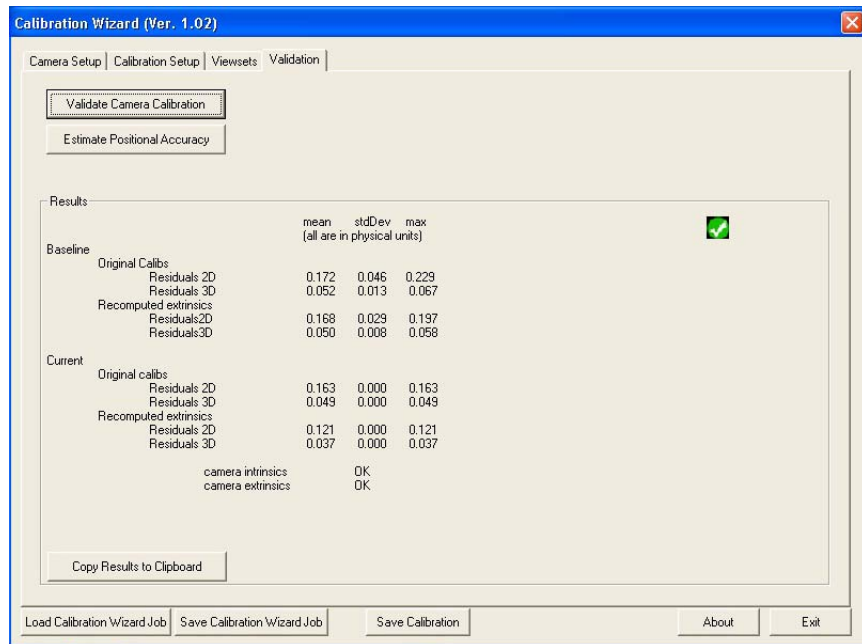 Calibration Wizard (Ver. 1.02)
Camera Setup Calibration Setup Viewsets Validation
Validate Camera Calibration
Estimate Positional Accuracy
Results
mean stdDev max
(all are in physical units)
Baseline
Original Calibs
Residuals 2D 0.172 0.046 0.229
Residuals 3D 0.052 0.013 0.067
Recomputed extrinsics
Residuals2D 0.168 0.029 0.197
Residuals3D 0.050 0.008 0.058
Current
Original calibs
Residuals 2D 0.163 0.000 0.163
Residuals 3D 0.049 0.000 0.049
Recomputed extrinsics
Residuals 2D 0.121 0.000 0.121
Residuals 3D 0.037 0.000 0.037
camera intrinsics OK
camera extrinsics OK
Copy Results to Clipboard
Load Calibration Wizard Job Save Calibration Wizard Job Save Calibration About Exit